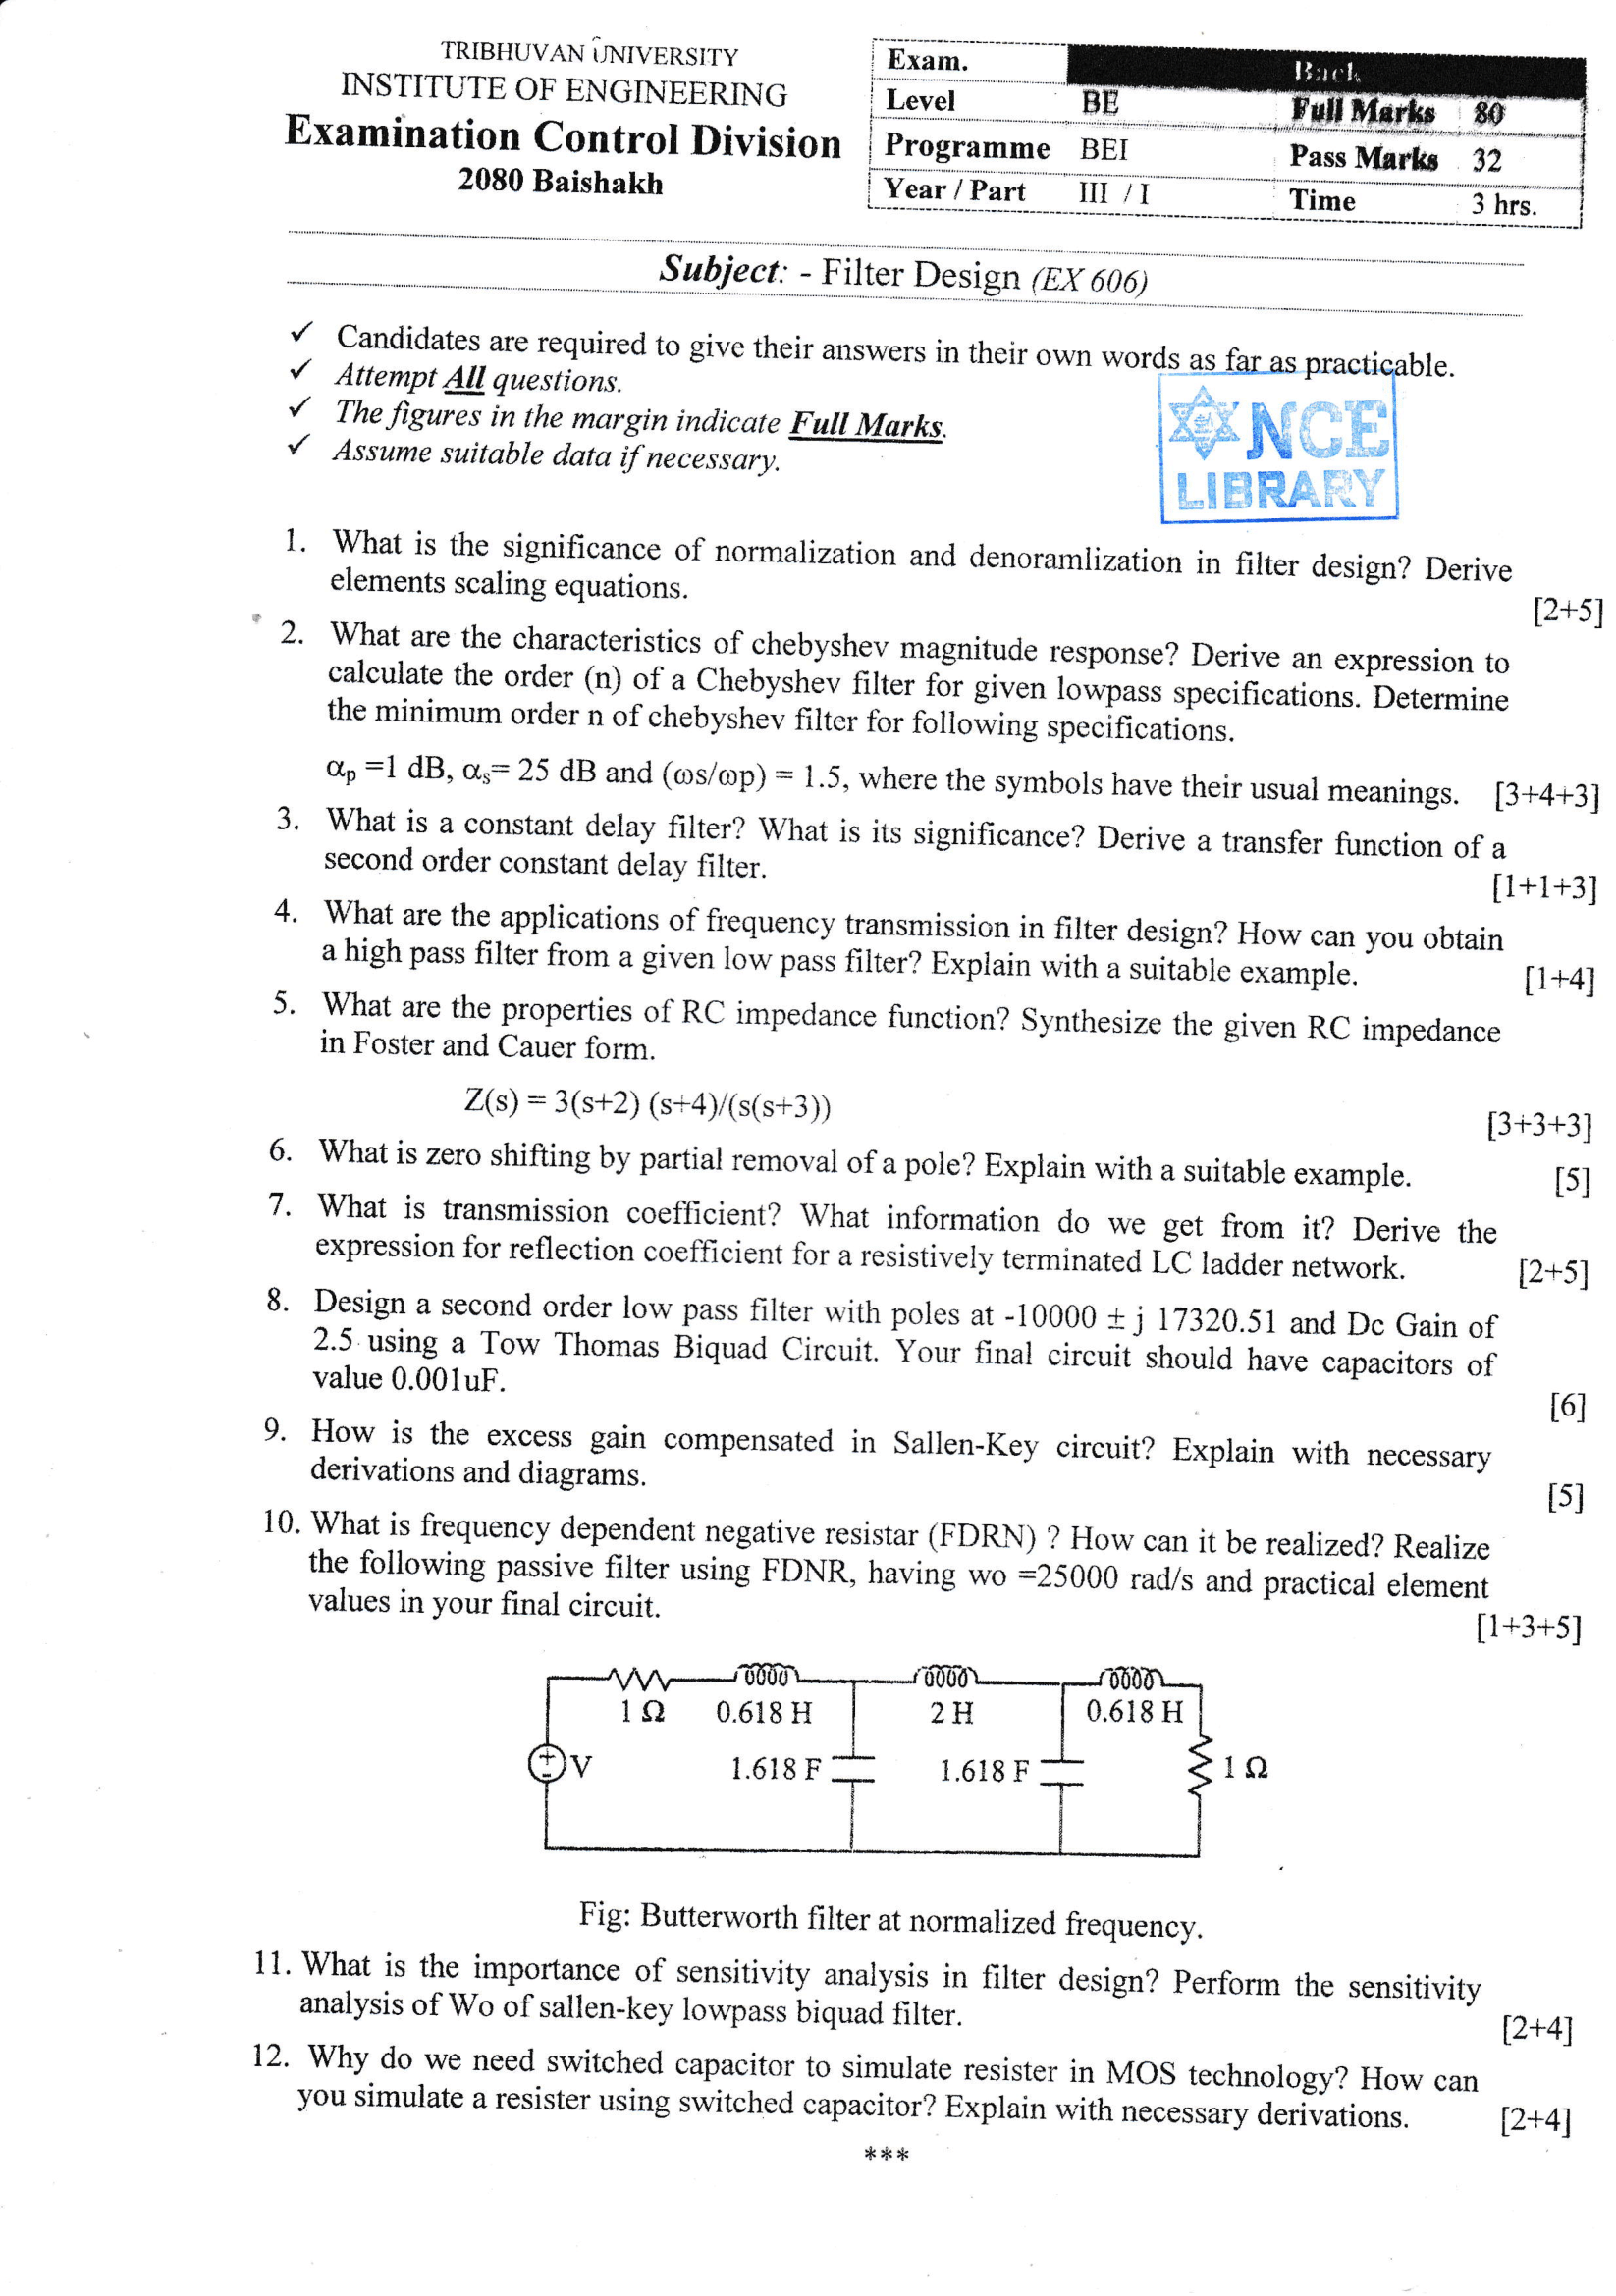 TRIBHUVAN UNIVERSITY
INSTITUTE OF ENGINEERING
Examination Control Division
2080 Baishakh
Exam. Back
Level BE Full Marks 80
Programme BEI Pass Marks 32
Year / Part III / I Time 3 hrs.
Subject: - Filter Design (EX 606)
✓ Candidates are required to give their answers in their own words as far as practicable.
✓ Attempt All questions.
✓ The figures in the margin indicate Full Marks.
✓ Assume suitable data if necessary.
NCE
LIBRARY
1. What is the significance of normalization and denoramlization in filter design? Derive
elements scaling equations. [2+5]
2. What are the characteristics of chebyshev magnitude response? Derive an expression to
calculate the order (n) of a Chebyshev filter for given lowpass specifications. Determine
the minimum order n of chebyshev filter for following specifications.
αp =1 dB, αs= 25 dB and (ωs/ωp) = 1.5, where the symbols have their usual meanings. [3+4+3]
3. What is a constant delay filter? What is its significance? Derive a transfer function of a
second order constant delay filter. [1+1+3]
4. What are the applications of frequency transmission in filter design? How can you obtain
a high pass filter from a given low pass filter? Explain with a suitable example. [1+4]
5. What are the properties of RC impedance function? Synthesize the given RC impedance
in Foster and Cauer form.
Z(s) = 3(s+2) (s+4)/(s(s+3)) [3+3+3]
6. What is zero shifting by partial removal of a pole? Explain with a suitable example. [5]
7. What is transmission coefficient? What information do we get from it? Derive the
expression for reflection coefficient for a resistively terminated LC ladder network. [2+5]
8. Design a second order low pass filter with poles at -10000 ± j 17320.51 and Dc Gain of
2.5 using a Tow Thomas Biquad Circuit. Your final circuit should have capacitors of
value 0.001uF. [6]
9. How is the excess gain compensated in Sallen-Key circuit? Explain with necessary
derivations and diagrams. [5]
10. What is frequency dependent negative resistar (FDRN) ? How can it be realized? Realize
the following passive filter using FDNR, having wo =25000 rad/s and practical element
values in your final circuit. [1+3+5]
1 Ω 0.618 H 2 H 0.618 H
V 1.618 F 1.618 F 1 Ω
Fig: Butterworth filter at normalized frequency.
11. What is the importance of sensitivity analysis in filter design? Perform the sensitivity
analysis of Wo of sallen-key lowpass biquad filter. [2+4]
12. Why do we need switched capacitor to simulate resister in MOS technology? How can
you simulate a resister using switched capacitor? Explain with necessary derivations. [2+4]
***